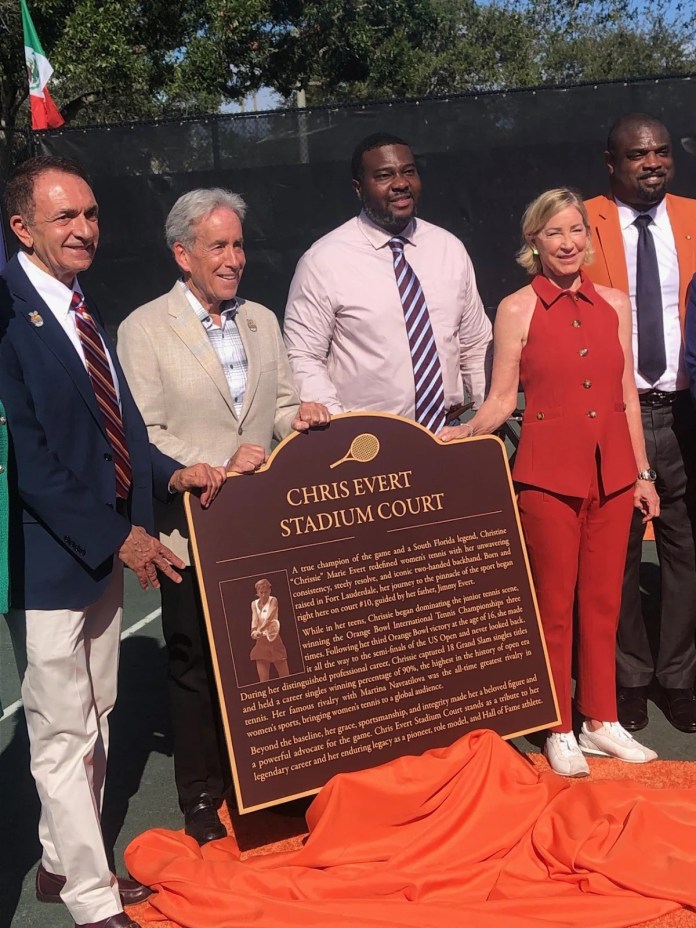 CHRIS EVERT
STADIUM COURT
A true champion of the game and a South Florida legend, Christine
"Chrissie" Marie Evert redefined women's tennis with her unwavering
consistency, steely resolve, and iconic two-handed backhand. Born and
raised in Fort Lauderdale, her journey to the pinnacle of the sport began
right here on court #10, guided by her father, Jimmy Evert.
While in her teens, Chrissie began dominating the junior tennis scene,
winning the Orange Bowl International Tennis Championships three
times. Following her third Orange Bowl victory at the age of 16, she made
it all the way to the semi-finals of the US Open and never looked back.
During her distinguished professional career, Chrissie captured 18 Grand Slam singles titles
and held a career singles winning percentage of 90%, the highest in the history of open era
tennis. Her famous rivalry with Martina Navratilova was the all-time greatest rivalry in
women's sports, bringing women's tennis to a global audience.
Beyond the baseline, her grace, sportsmanship, and integrity made her a beloved figure and
a powerful advocate for the game. Chris Evert Stadium Court stands as a tribute to her
legendary career and her enduring legacy as a pioneer, role model, and Hall of Fame athlete.